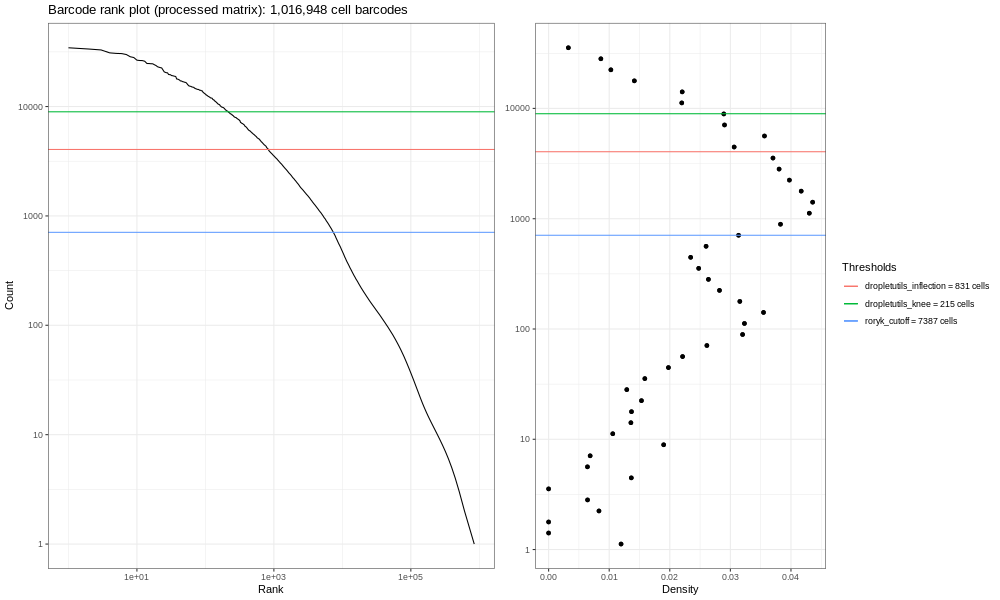 Barcode rank plot (processed matrix): 1,016,948 cell barcodes
Count
10000
1000
100
10
1
1e+01
1e+03
1e+05
Rank
10000
1000
100
10
1
0.00
0.01
0.02
0.03
0.04
Density
Thresholds
dropletutils_inflection = 831 cells
dropletutils_knee = 215 cells
roryk_cutoff = 7387 cells